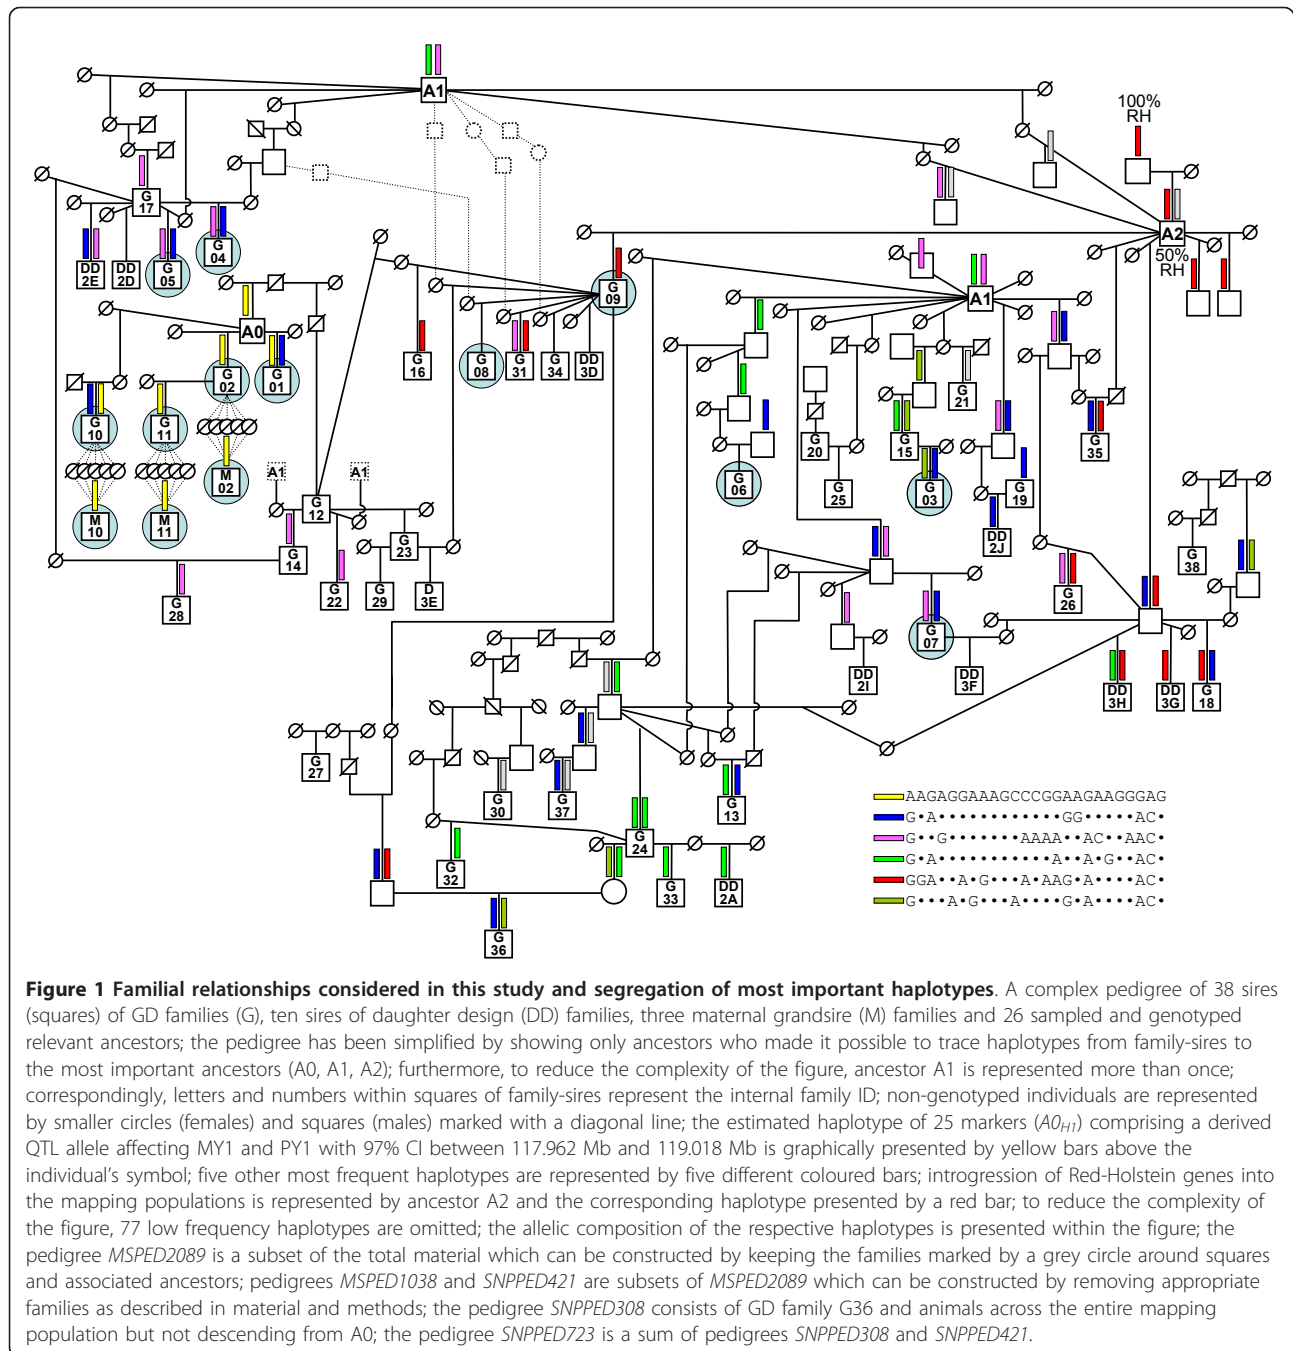 A1
100%
RH
G
17
A2
50%
RH
G
04
DD
2E
DD
2D
G
05
G
09
A1
A0
G
16
G
08
G
31
G
34
DD
3D
G
02
G
01
G
21
G
10
G
11
G
20
G
15
G
35
M
02
A1
A1
G
06
G
25
G
03
G
19
M
10
M
11
G
12
DD
2J
G
14
G
23
G
38
G
28
G
22
G
29
D
3E
G
26
G
07
DD
2I
DD
3F
DD
3H
DD
3G
G
18
G
27
G
30
G
37
G
13
G
24
G
32
G
33
DD
2A
G
36
AAGAGGAAAGCCCGGAAGAAGGGAG
G•A••••••••••••GG•••••AC•
G••G•••••••AAAA••AC••AAC•
G•A•••••••••••A••A•G••AC•
GGA••A•G•••A•AAG•A••••AC•
G•••A•G•••A••••G•A••••AC•
Figure 1 Familial relationships considered in this study and segregation of most important haplotypes. A complex pedigree of 38 sires
(squares) of GD families (G), ten sires of daughter design (DD) families, three maternal grandsire (M) families and 26 sampled and genotyped
relevant ancestors; the pedigree has been simplified by showing only ancestors who made it possible to trace haplotypes from family-sires to
the most important ancestors (A0, A1, A2); furthermore, to reduce the complexity of the figure, ancestor A1 is represented more than once;
correspondingly, letters and numbers within squares of family-sires represent the internal family ID; non-genotyped individuals are represented
by smaller circles (females) and squares (males) marked with a diagonal line; the estimated haplotype of 25 markers (A0H1) comprising a derived
QTL allele affecting MY1 and PY1 with 97% CI between 117.962 Mb and 119.018 Mb is graphically presented by yellow bars above the
individual's symbol; five other most frequent haplotypes are represented by five different coloured bars; introgression of Red-Holstein genes into
the mapping populations is represented by ancestor A2 and the corresponding haplotype presented by a red bar; to reduce the complexity of
the figure, 77 low frequency haplotypes are omitted; the allelic composition of the respective haplotypes is presented within the figure; the
pedigree MSPED2089 is a subset of the total material which can be constructed by keeping the families marked by a grey circle around squares
and associated ancestors; pedigrees MSPED1038 and SNPPED421 are subsets of MSPED2089 which can be constructed by removing appropriate
families as described in material and methods; the pedigree SNPPED308 consists of GD family G36 and animals across the entire mapping
population but not descending from A0; the pedigree SNPPED723 is a sum of pedigrees SNPPED308 and SNPPED421.